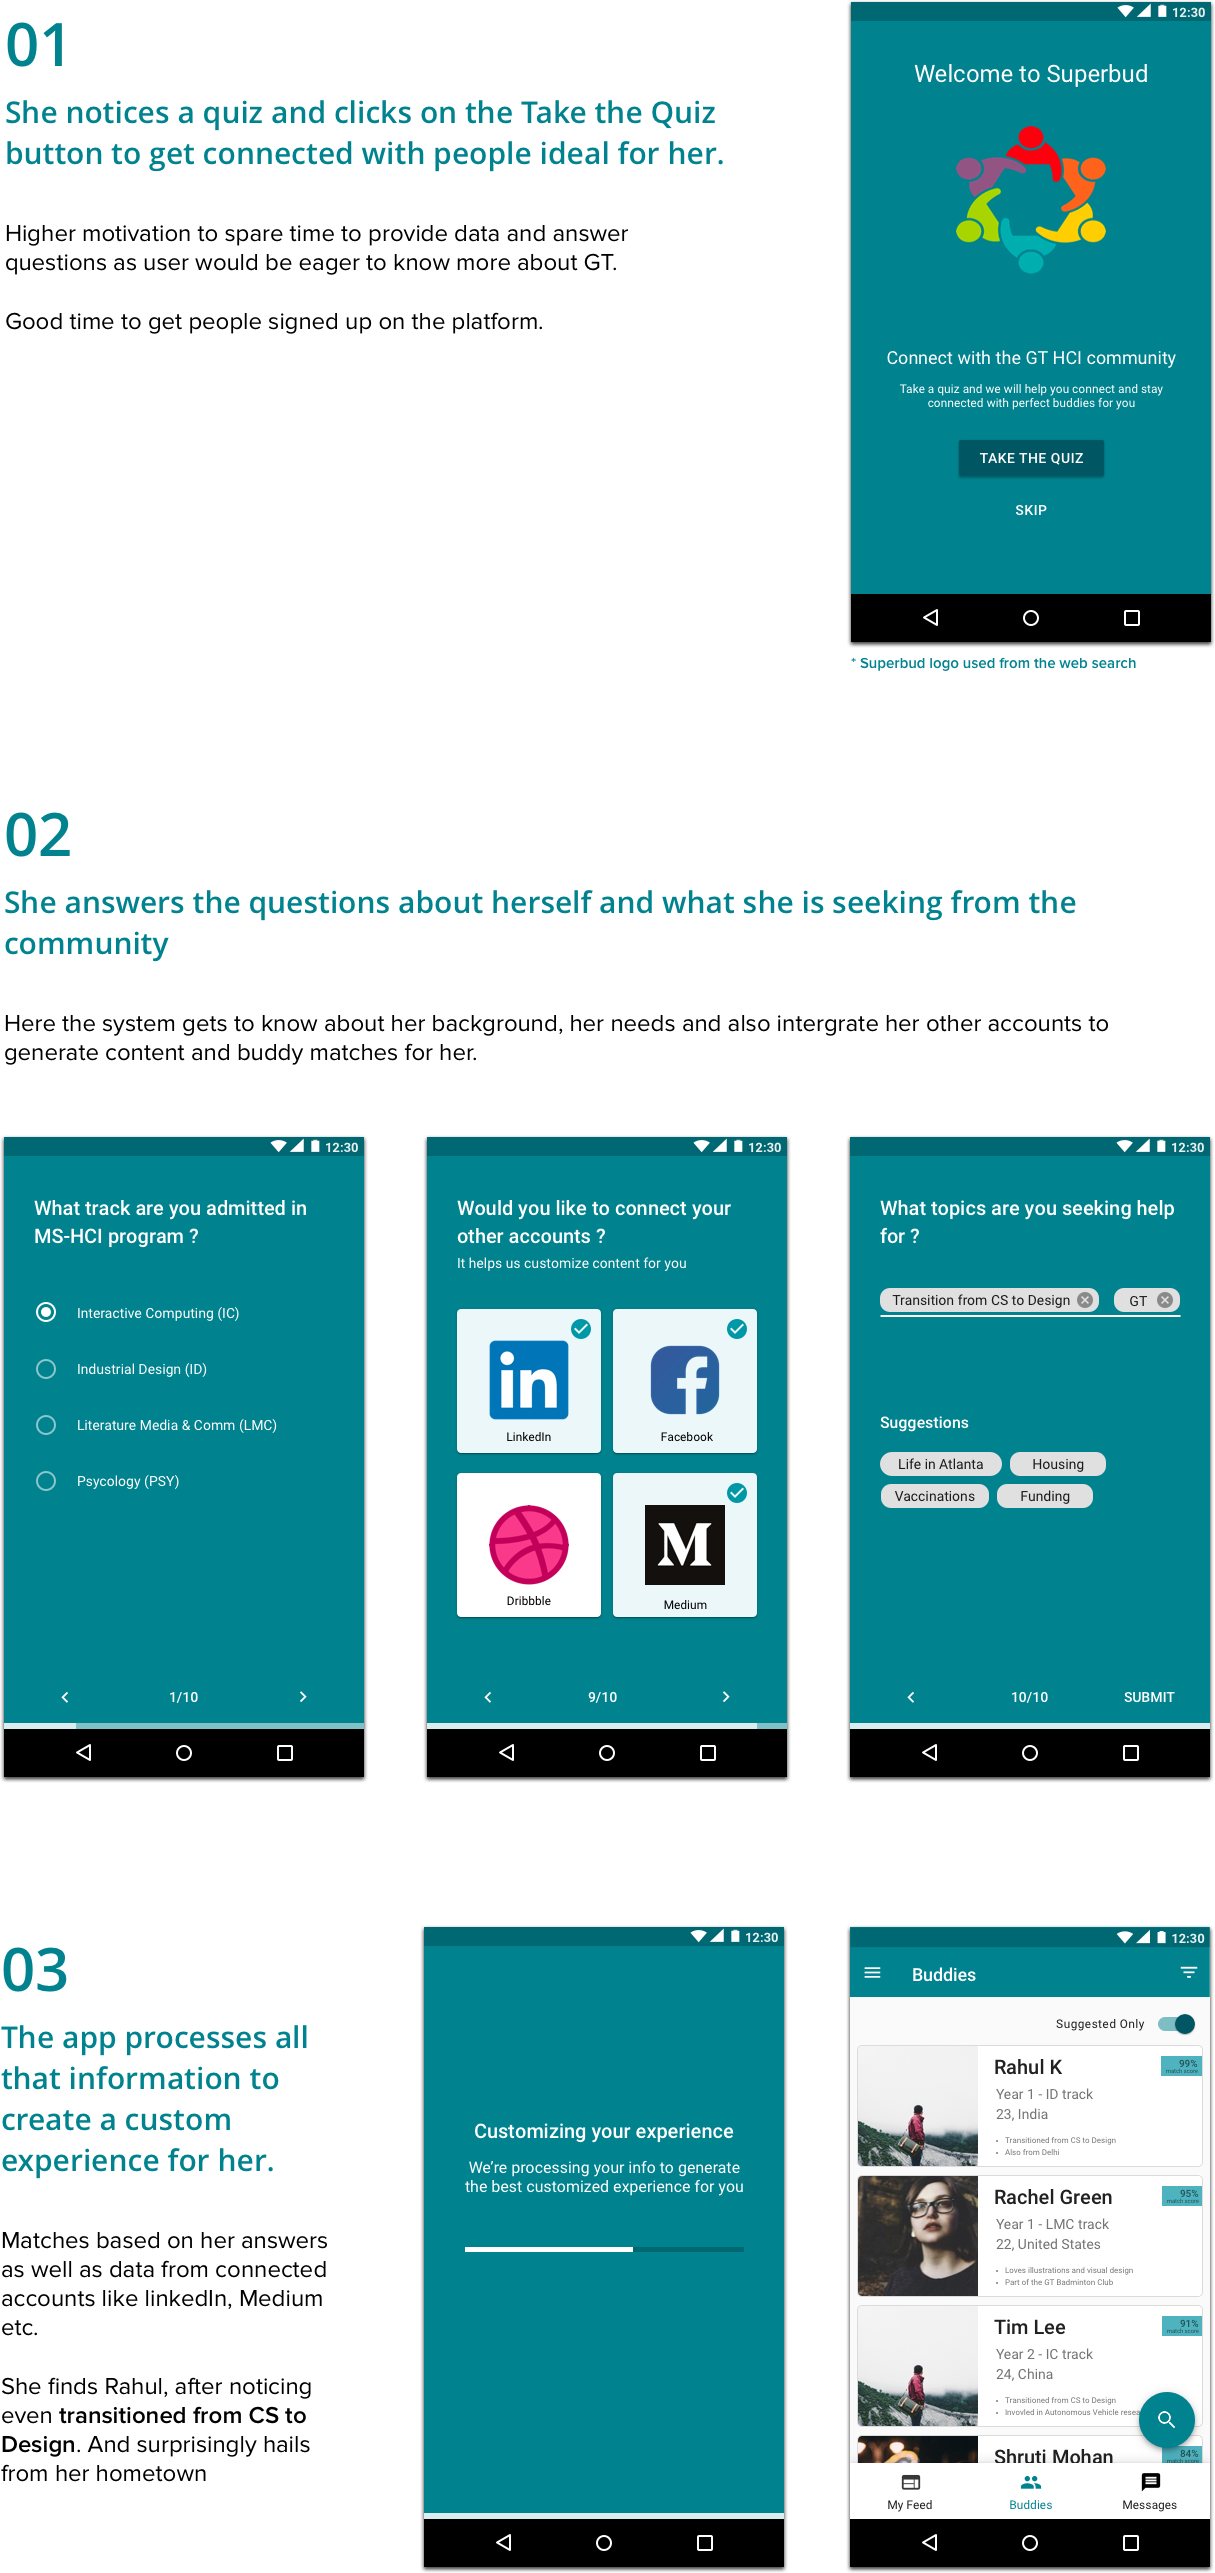 01
She notices a quiz and clicks on the Take the Quiz
button to get connected with people ideal for her.
Higher motivation to spare time to provide data and answer
questions as user would be eager to know more about GT.
Good time to get people signed up on the platform.
12:30
Welcome to Superbud
Connect with the GT HCI community
Take a quiz and we will help you connect and stay
connected with perfect buddies for you
TAKE THE QUIZ
SKIP
* Superbud logo used from the web search
02
She answers the questions about herself and what she is seeking from the
community
Here the system gets to know about her background, her needs and also intergrate her other accounts to
generate content and buddy matches for her.
12:30
What track are you admitted in
MS-HCI program ?
Interactive Computing (IC)
Industrial Design (ID)
Literature Media & Comm (LMC)
Psycology (PSY)
1/10
12:30
Would you like to connect your
other accounts ?
It helps us customize content for you
in
LinkedIn
f
Facebook
Dribbble
M
Medium
9/10
12:30
What topics are you seeking help
for ?
Transition from CS to Design
GT
Suggestions
Life in Atlanta
Housing
Vaccinations
Funding
10/10
SUBMIT
03
The app processes all
that information to
create a custom
experience for her.
Matches based on her answers
as well as data from connected
accounts like linkedIn, Medium
etc.
She finds Rahul, after noticing
even transitioned from CS to
Design. And surprisingly hails
from her hometown
12:30
Customizing your experience
We're processing your info to generate
the best customized experience for you
12:30
Buddies
Suggested Only
Rahul K
99%
match score
Year 1 - ID track
23, India
• Transitioned from CS to Design
• Also from Delhi
Rachel Green
95%
match score
Year 1 - LMC track
22, United States
• Loves illustrations and visual design
• Part of the GT Badminton Club
Tim Lee
91%
match score
Year 2 - IC track
24, China
• Transitioned from CS to Design
• Invovled in Autonomous Vehicle resea
Shruti Mohan
84%
match score
My Feed
Buddies
Messages